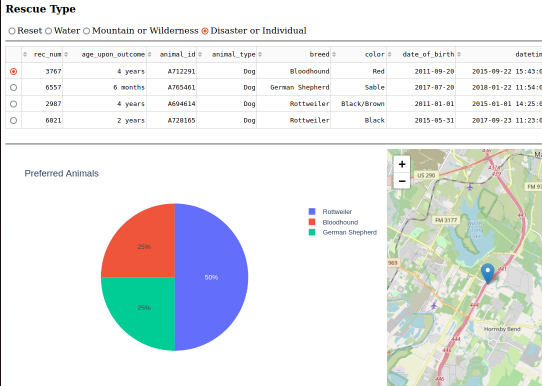 Rescue Type
Reset Water Mountain or Wilderness Disaster or Individual
rec_num age_upon_outcome animal_id animal_type breed color date_of_birth datetim
3767 4 years A712291 Dog Bloodhound Red 2011-09-20 2015-09-22 15:43:0
6557 6 months A765461 Dog German Shepherd Sable 2017-07-20 2018-01-22 11:54:0
2987 4 years A694614 Dog Rottweiler Black/Brown 2011-01-01 2015-01-01 14:25:0
6021 2 years A728165 Dog Rottweiler Black 2015-05-31 2017-09-23 11:23:0
Preferred Animals
Rottweiler
Bloodhound
German Shepherd
25%
50%
25%
+
−
US 290
FM 97
FM 3177
969
Hornsby Bend